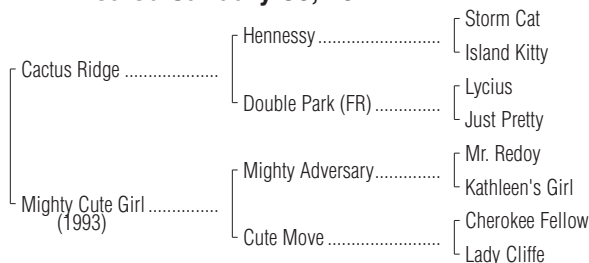 Storm Cat
Hennessy
Island Kitty
Cactus Ridge
Lycius
Double Park (FR)
Just Pretty
Mr. Redoy
Mighty Adversary
Kathleen's Girl
Mighty Cute Girl
(1993)
Cherokee Fellow
Cute Move
Lady Cliffe